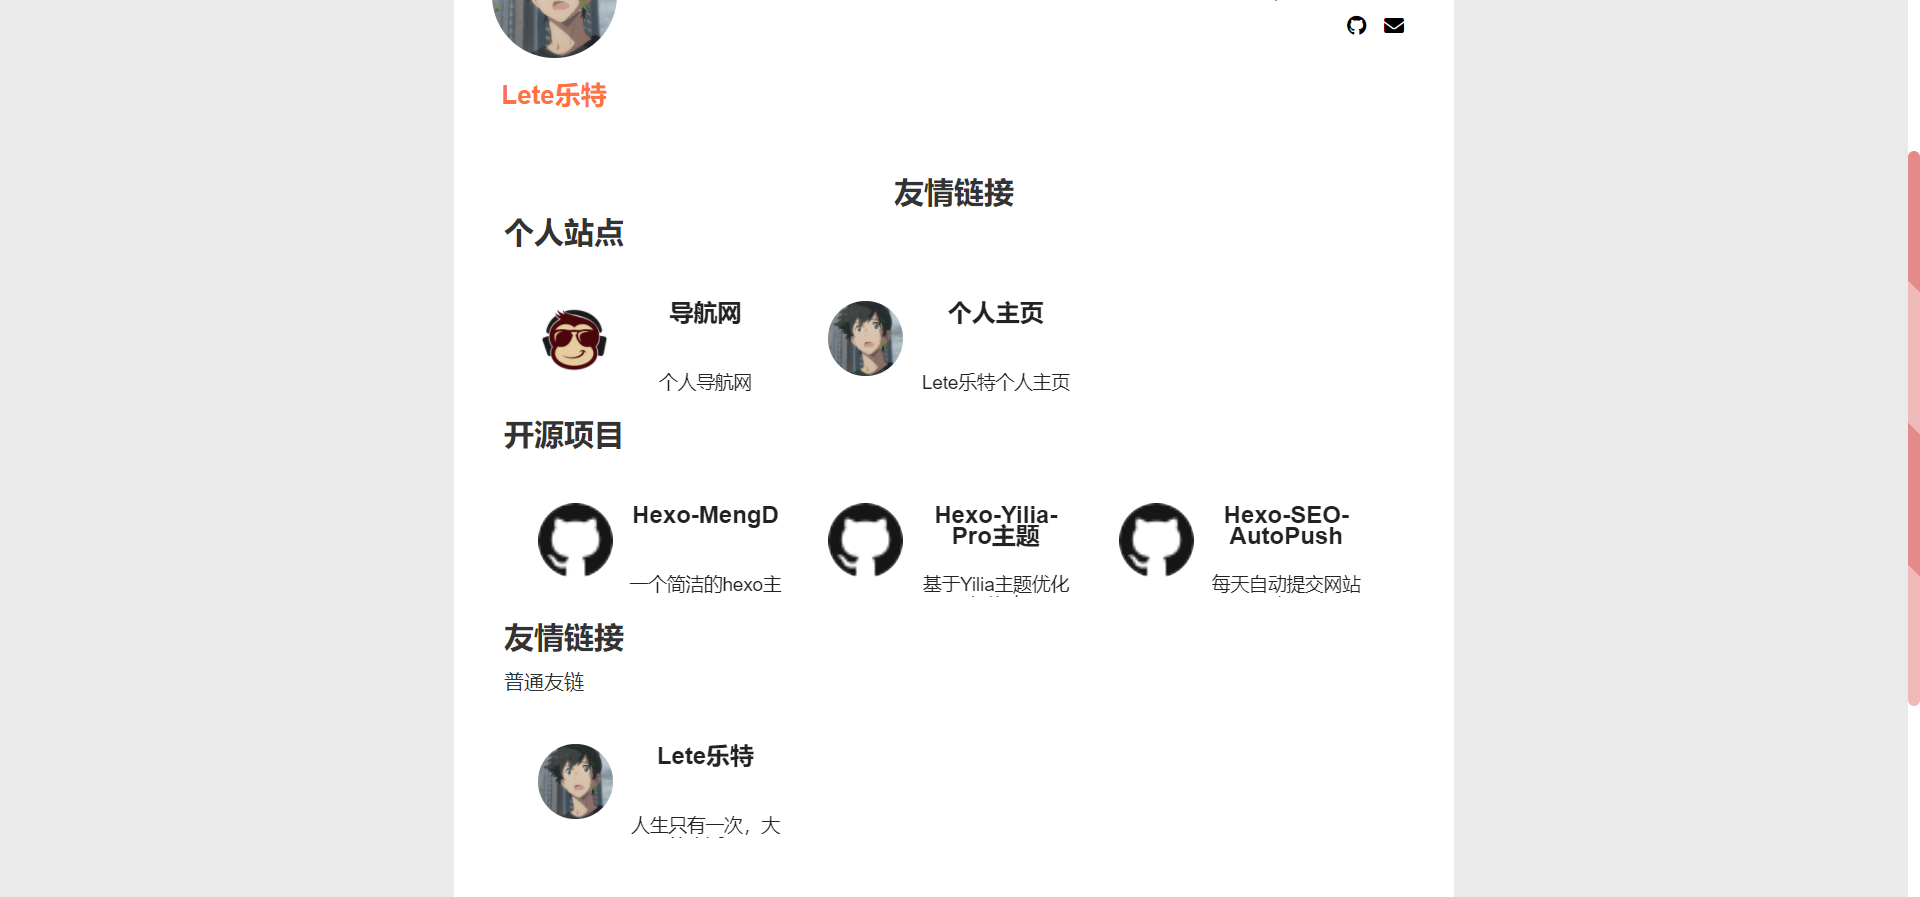 Lete乐特
友情链接
个人站点
导航网
个人导航网
个人主页
Lete乐特个人主页
开源项目
Hexo-MengD
一个简洁的hexo主
Hexo-Yilia-
Pro主题
基于Yilia主题优化
Hexo-SEO-
AutoPush
每天自动提交网站
友情链接
普通友链
Lete乐特
人生只有一次，大